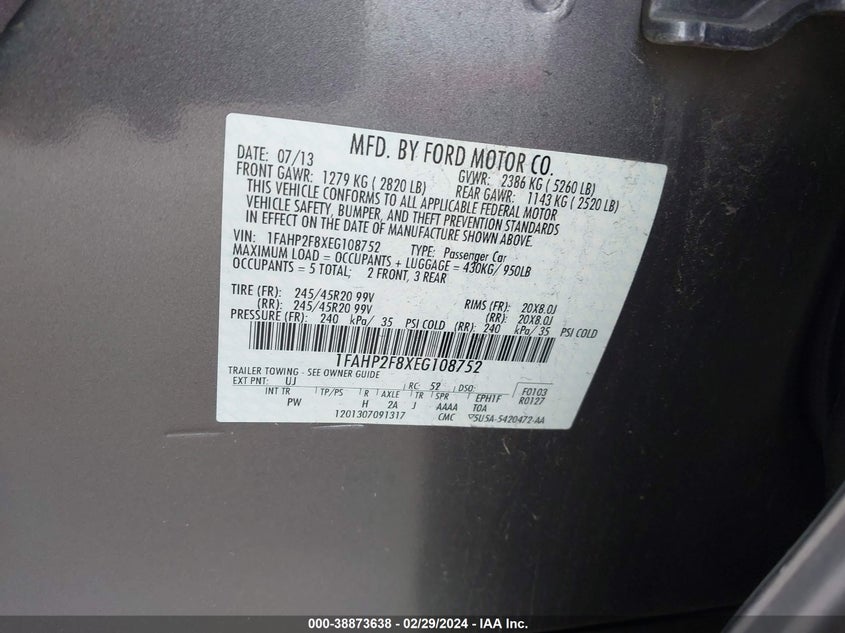 MFD. BY FORD MOTOR CO.
DATE: 07/13 GVWR: 2386 KG ( 5260 LB)
FRONT GAWR: 1279 KG ( 2820 LB) REAR GAWR: 1143 KG ( 2520 LB)
THIS VEHICLE CONFORMS TO ALL APPLICABLE FEDERAL MOTOR
VEHICLE SAFETY, BUMPER, AND THEFT PREVENTION STANDARDS
IN EFFECT ON THE DATE OF MANUFACTURE SHOWN ABOVE.
VIN: 1FAHP2F8XEG108752 TYPE: Passenger Car
MAXIMUM LOAD = OCCUPANTS + LUGGAGE = 430KG/ 950LB
OCCUPANTS = 5 TOTAL; 2 FRONT, 3 REAR
TIRE (FR): 245/45R20 99V RIMS (FR): 20X8.0J
(RR): 245/45R20 99V (RR): 20X8.0J
PRESSURE (FR): 240 kPa/ 35 PSI COLD (RR): 240 kPa/ 35 PSI COLD
1FAHP2F8XEG108752
TRAILER TOWING - SEE OWNER GUIDE
EXT PNT: UJ RC: 52 DSO: F0103
INT TR TP/PS R AXLE TR SPR EPH1F R0127
PW H 2A J AAAA TOA
1201307091317 CMC 5U5A-5420472-AA
000-38873638 - 02/29/2024 - IAA Inc.